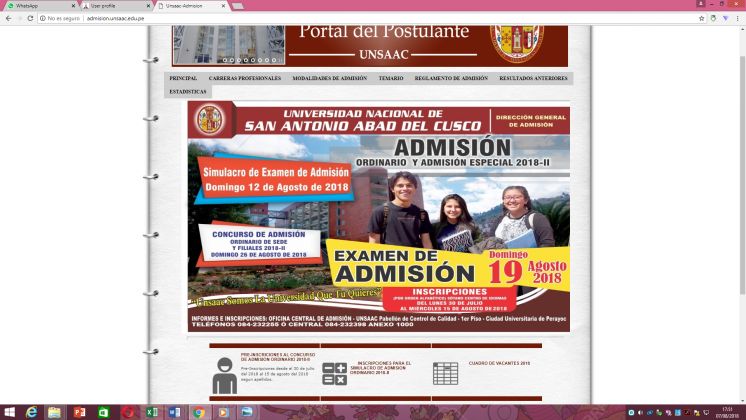 WhatsApp
User profile
Unsaac-Admision
No es seguro | admision.unsaac.edu.pe
Portal del Postulante
UNSAAC
PRINCIPAL CARRERAS PROFESIONALES MODALIDADES DE ADMISIÓN TEMARIO REGLAMENTO DE ADMISIÓN RESULTADOS ANTERIORES
ESTADISTICAS
UNIVERSIDAD NACIONAL DE
SAN ANTONIO ABAD DEL CUSCO
DIRECCIÓN GENERAL
DE ADMISIÓN
ADMISIÓN
ORDINARIO Y ADMISIÓN ESPECIAL 2018-II
Simulacro de Examen de Admisión
Domingo 12 de Agosto de 2018
CONCURSO DE ADMISIÓN
ORDINARIO DE SEDE
Y FILIALES 2018-II
DOMINGO 26 DE AGOSTO DE 2018
EXAMEN DE
ADMISIÓN
Domingo
19 Agosto
2018
"Unsaac Somos La Universidad Que Tu Quieres"
INSCRIPCIONES
(POR ORDEN ALFABÉTICO) SÓTANO CENTRO DE IDIOMAS
DEL LUNES 30 DE JULIO
AL MIERCOLES 15 DE AGOSTO DE 2018
INFORMES E INSCRIPCIONES: OFICINA CENTRAL DE ADMISIÓN - UNSAAC Pabellón de Control de Calidad - 1er Piso - Ciudad Universitaria de Perayoc
TELÉFONOS 084-232255 Ó CENTRAL 084-232398 ANEXO 1000
PRE-INSCRIPCIONES AL CONCURSO
DE ADMISION ORDINARIO 2018-II
Pre-Inscripciones desde el 30 de julio
del 2018 al 15 de agosto del 2018
segun apellidos.
INSCRIPCIONES PARA EL
SIMULACRO DE ADMISION
ORDINARIO 2018-II
CUADRO DE VACANTES 2018
17:51
07/08/2018